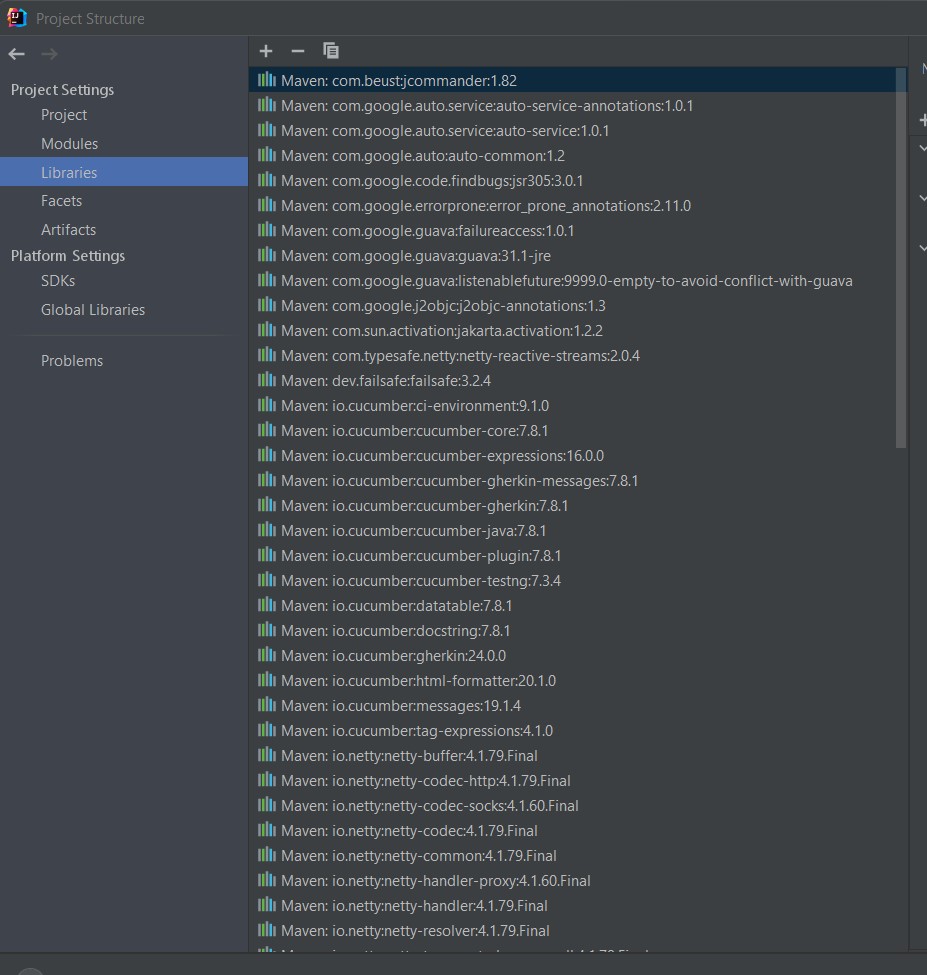 Project Structure
Project Settings
Project
Modules
Libraries
Facets
Artifacts
Platform Settings
SDKs
Global Libraries
Problems
Maven: com.beust:jcommander:1.82
Maven: com.google.auto.service:auto-service-annotations:1.0.1
Maven: com.google.auto.service:auto-service:1.0.1
Maven: com.google.auto:auto-common:1.2
Maven: com.google.code.findbugs:jsr305:3.0.1
Maven: com.google.errorprone:error_prone_annotations:2.11.0
Maven: com.google.guava:failureaccess:1.0.1
Maven: com.google.guava:guava:31.1-jre
Maven: com.google.guava:listenablefuture:9999.0-empty-to-avoid-conflict-with-guava
Maven: com.google.j2objc:j2objc-annotations:1.3
Maven: com.sun.activation:jakarta.activation:1.2.2
Maven: com.typesafe.netty:netty-reactive-streams:2.0.4
Maven: dev.failsafe:failsafe:3.2.4
Maven: io.cucumber:ci-environment:9.1.0
Maven: io.cucumber:cucumber-core:7.8.1
Maven: io.cucumber:cucumber-expressions:16.0.0
Maven: io.cucumber:cucumber-gherkin-messages:7.8.1
Maven: io.cucumber:cucumber-gherkin:7.8.1
Maven: io.cucumber:cucumber-java:7.8.1
Maven: io.cucumber:cucumber-plugin:7.8.1
Maven: io.cucumber:cucumber-testng:7.3.4
Maven: io.cucumber:datatable:7.8.1
Maven: io.cucumber:docstring:7.8.1
Maven: io.cucumber:gherkin:24.0.0
Maven: io.cucumber:html-formatter:20.1.0
Maven: io.cucumber:messages:19.1.4
Maven: io.cucumber:tag-expressions:4.1.0
Maven: io.netty:netty-buffer:4.1.79.Final
Maven: io.netty:netty-codec-http:4.1.79.Final
Maven: io.netty:netty-codec-socks:4.1.60.Final
Maven: io.netty:netty-codec:4.1.79.Final
Maven: io.netty:netty-common:4.1.79.Final
Maven: io.netty:netty-handler-proxy:4.1.60.Final
Maven: io.netty:netty-handler:4.1.79.Final
Maven: io.netty:netty-resolver:4.1.79.Final